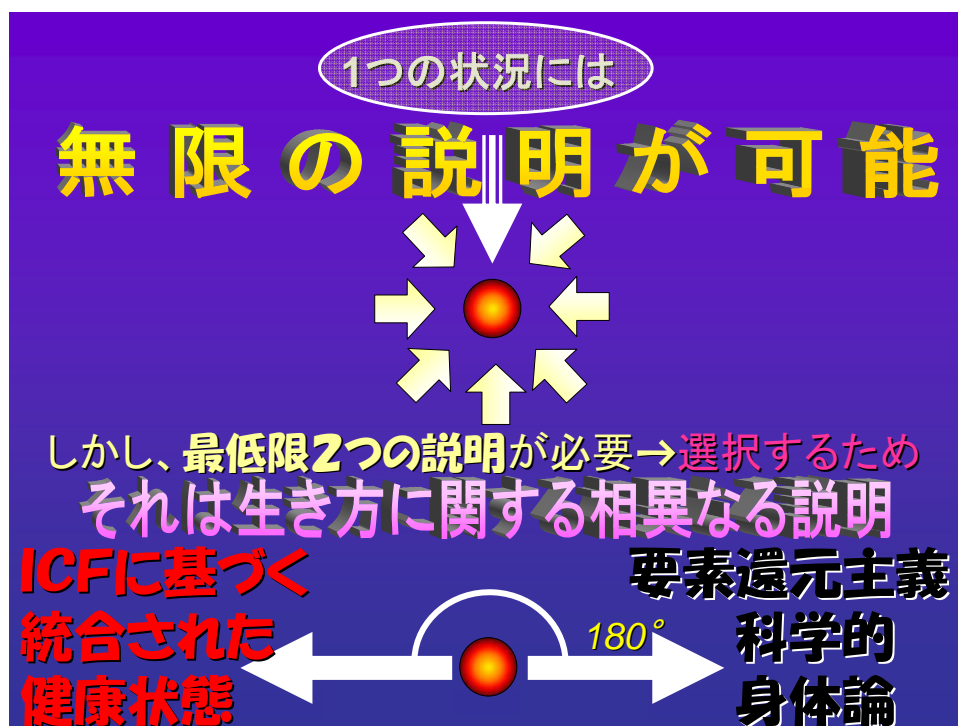 1つの状況には
無限の説明が可能
しかし、最低限2つの説明が必要→選択するため
それは生き方に関する相異なる説明
ICFに基づく
統合された
健康状態
180°
要素還元主義
科学的
身体論